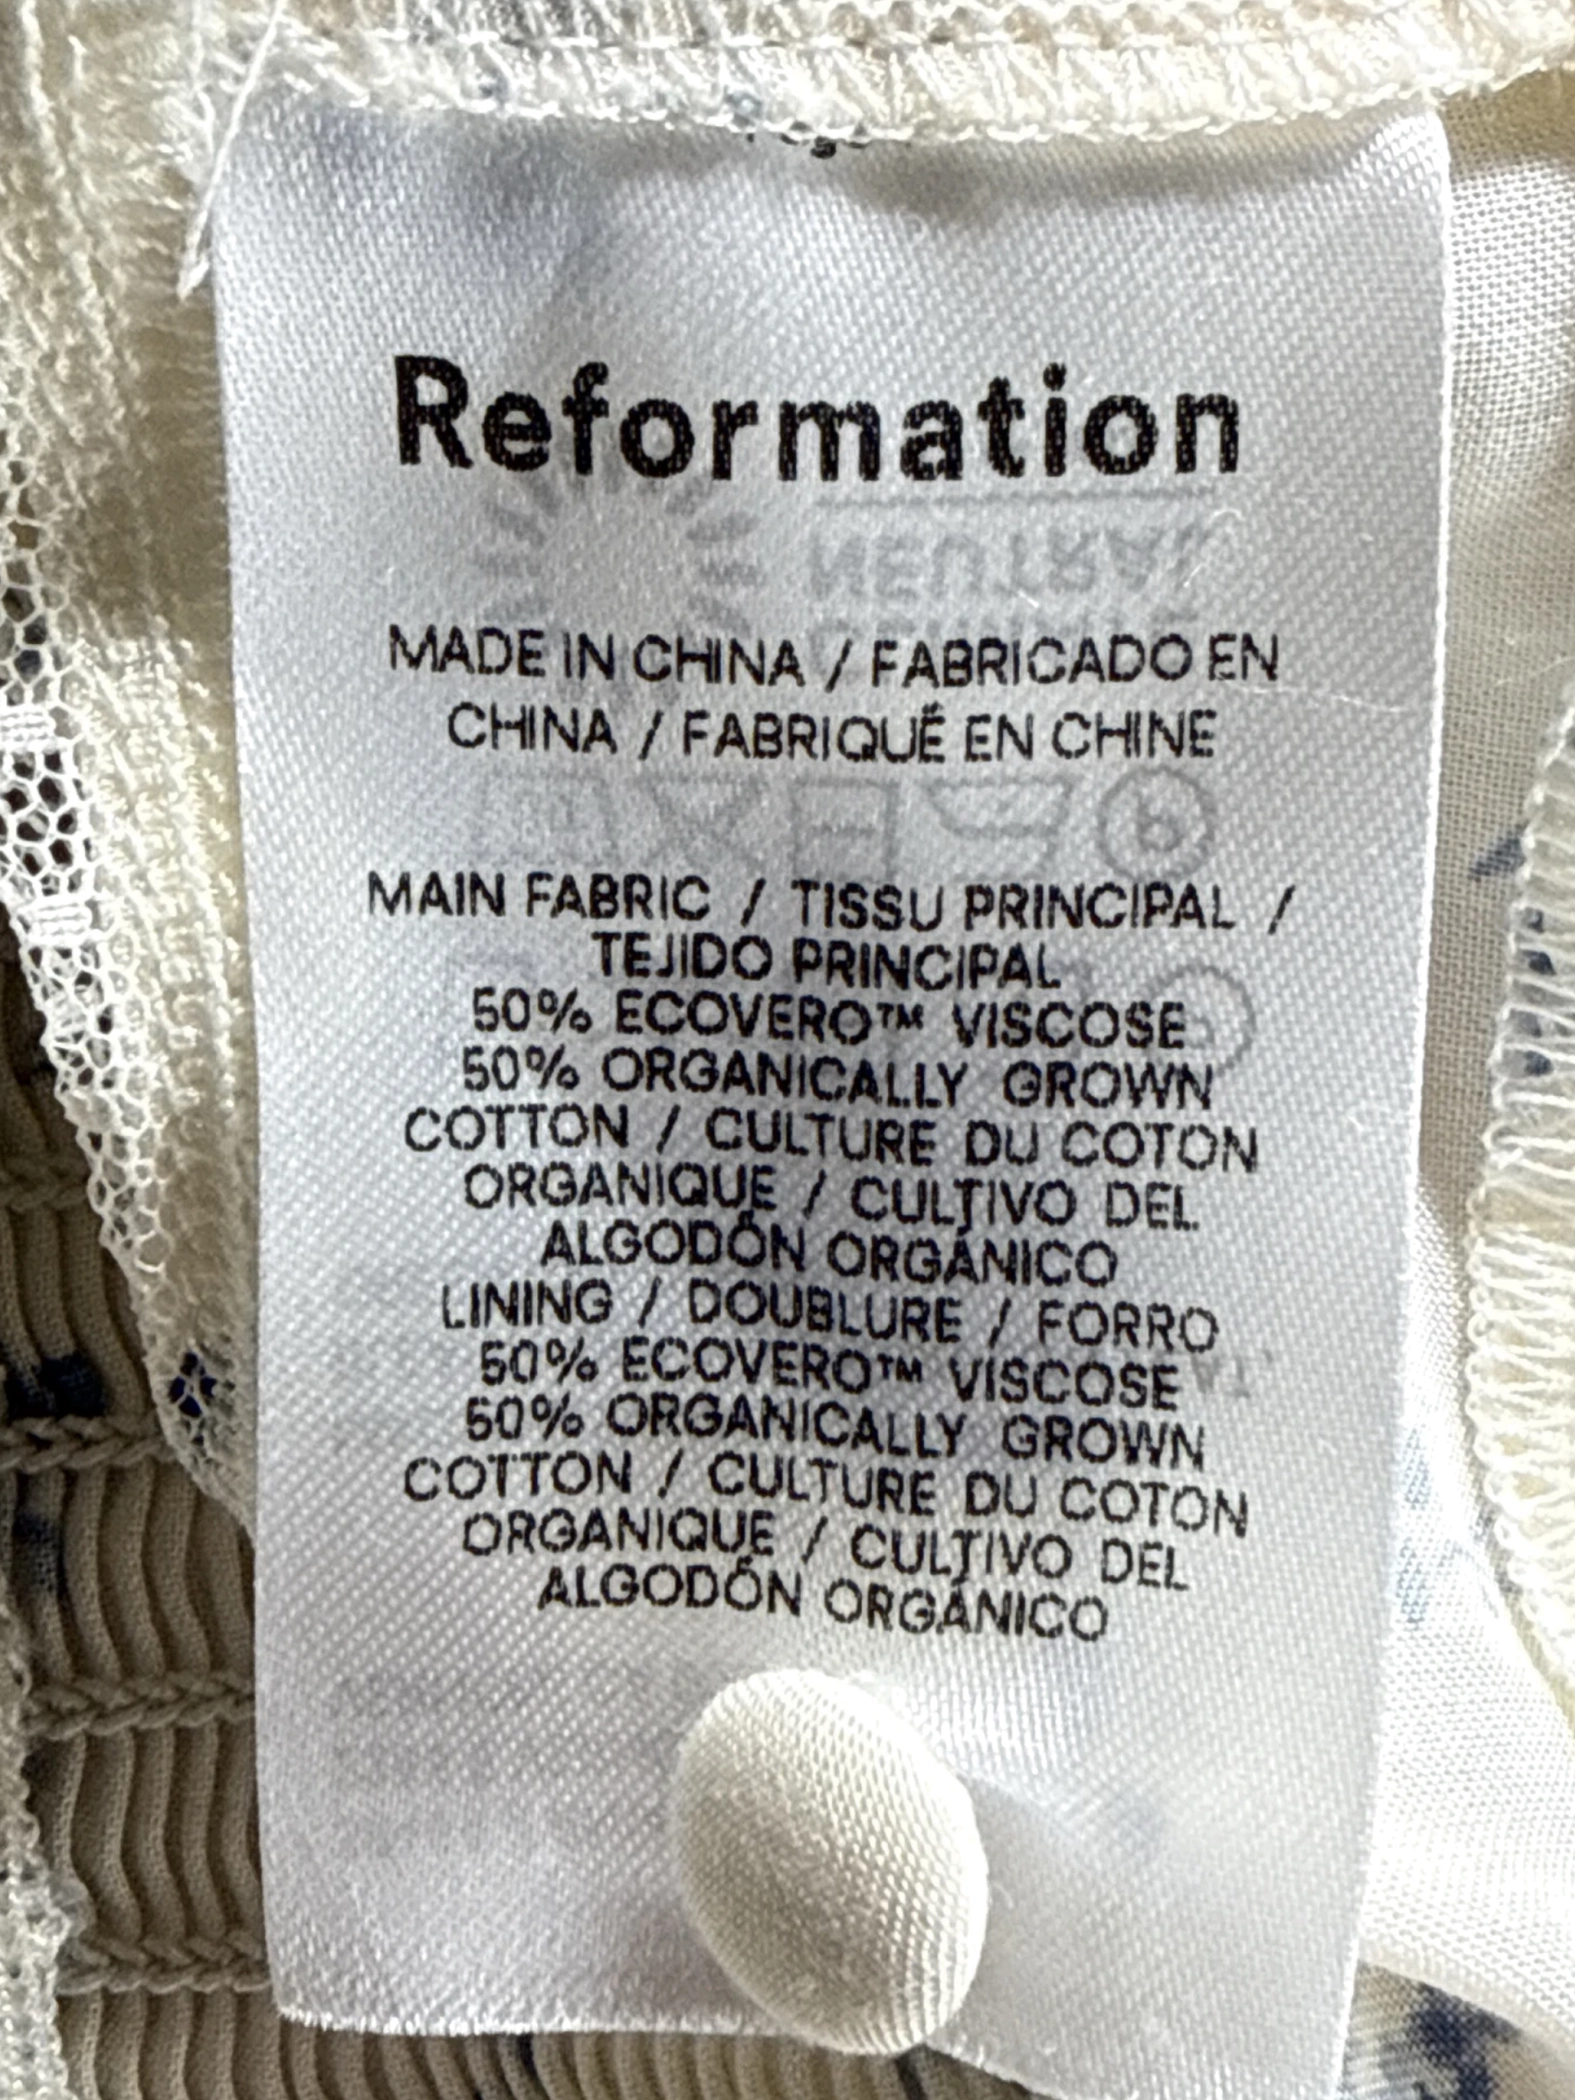 Reformation
MADE IN CHINA / FABRICADO EN
CHINA / FABRIQUÉ EN CHINE
MAIN FABRIC / TISSU PRINCIPAL /
TEJIDO PRINCIPAL
50% ECOVERO™ VISCOSE
50% ORGANICALLY GROWN
COTTON / CULTURE DU COTON
ORGANIQUE / CULTIVO DEL
ALGODÓN ORGÁNICO
LINING / DOUBLURE / FORRO
50% ECOVERO™ VISCOSE
50% ORGANICALLY GROWN
COTTON / CULTURE DU COTON
ORGANIQUE / CULTIVO DEL
ALGODÓN ORGÁNICO
NEUTRAL
P